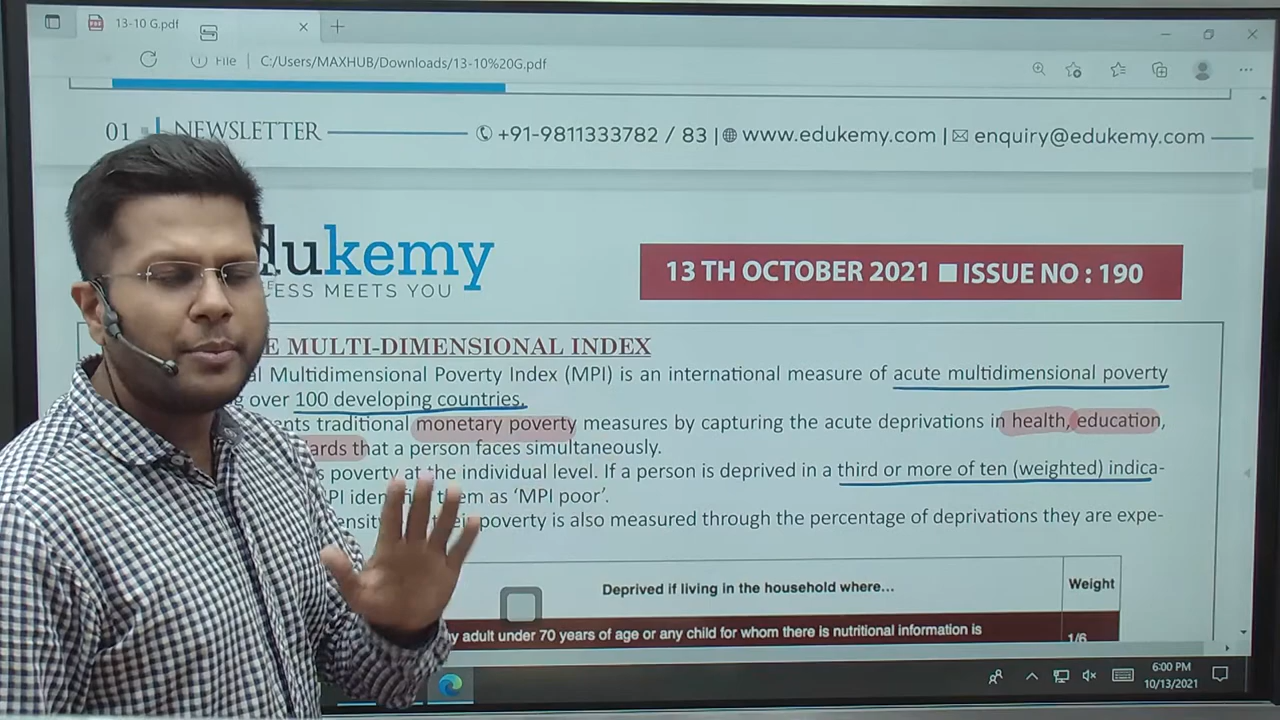 13-10 G.pdf
File | C:/Users/MAXHUB/Downloads/13-10%20G.pdf
01 NEWSLETTER +91-9811333782 / 83 | www.edukemy.com | enquiry@edukemy.com
dukemy
ESS MEETS YOU
13 TH OCTOBER 2021 ■ ISSUE NO : 190
E MULTI-DIMENSIONAL INDEX
al Multidimensional Poverty Index (MPI) is an international measure of acute multidimensional poverty
g over 100 developing countries.
ents traditional monetary poverty measures by capturing the acute deprivations in health, education,
ards that a person faces simultaneously.
s poverty at the individual level. If a person is deprived in a third or more of ten (weighted) indica-
PI them as ‘MPI poor’.
ensity poverty is also measured through the percentage of deprivations they are expe-
Deprived if living in the household where... Weight
y adult under 70 years of age or any child for whom there is nutritional information is 1/6
6:00 PM
10/13/2021